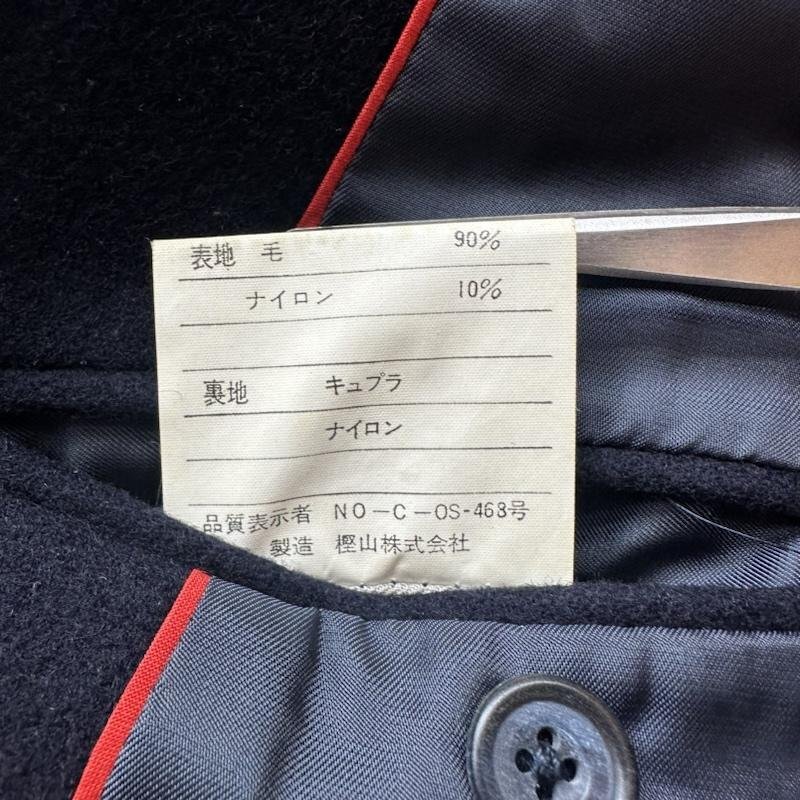 表地 毛 90%
ナイロン 10%
裏地 キュプラ
ナイロン
品質表示者 NO-C-OS-468号
製造 樫山株式会社